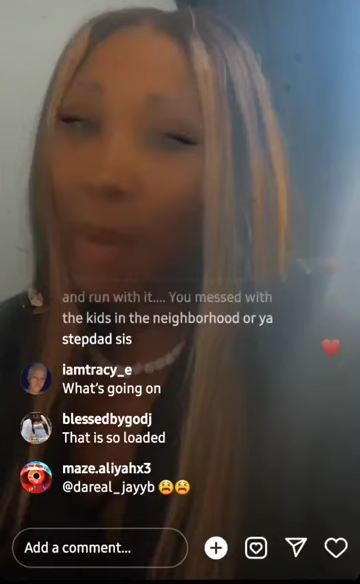 and run with it.... You messed with
the kids in the neighborhood or ya
stepdad sis
iamtracy_e
What's going on
blessedbygodj
That is so loaded
maze.aliyahx3
@dareal_jayyb 😫😫
Add a comment...